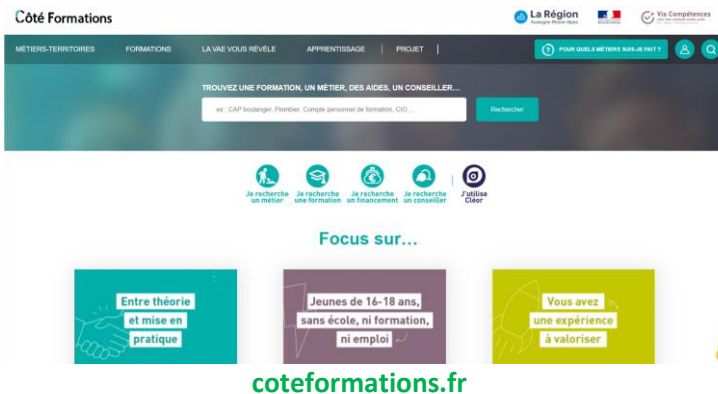 Côté Formations
La Région
Auvergne-Rhône-Alpes
Via Compétences
MÉTIERS-TERRITOIRES FORMATIONS LA VAE VOUS RÉVÈLE APPRENTISSAGE | PROJET |
POUR QUELS MÉTIERS SUIS-JE FAIT ?
TROUVEZ UNE FORMATION, UN MÉTIER, DES AIDES, UN CONSEILLER...
ex : CAP boulanger, Plombier, Compte personnel de formation, CIO, ...
Rechercher
Je recherche
un métier
Je recherche
une formation
Je recherche
un financement
Je recherche
un conseiller
J'utilise
Cléor
Focus sur...
Entre théorie
et mise en
pratique
Jeunes de 16-18 ans,
sans école, ni formation,
ni emploi
Vous avez
une expérience
à valoriser
coteformations.fr